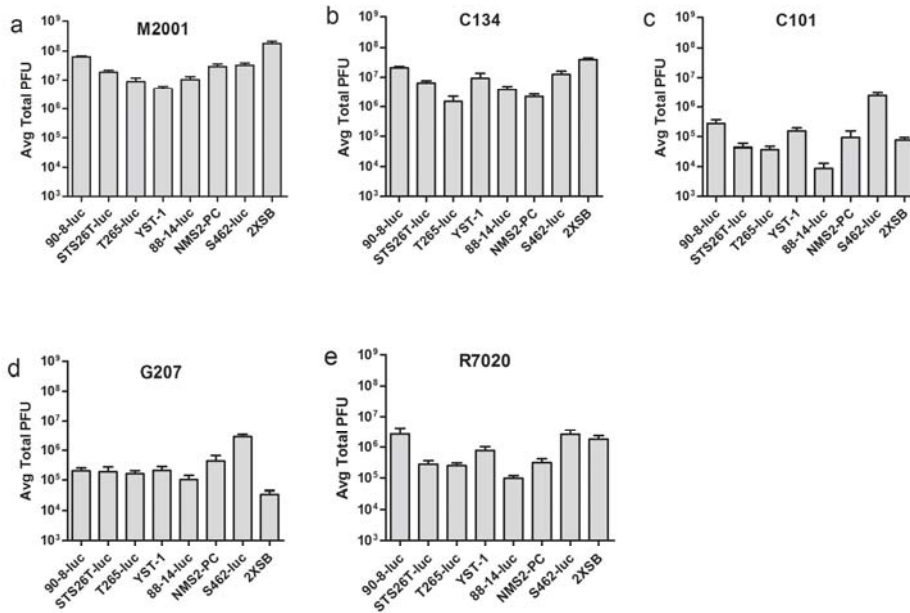 a
M2001
Avg Total PFU
10⁹
10⁸
10⁷
10⁶
10⁵
10⁴
10³
90-8-luc
STS26T-luc
T265-luc
YST-1
88-14-luc
NMS2-PC
S462-luc
2XSB
b
C134
Avg Total PFU
10⁹
10⁸
10⁷
10⁶
10⁵
10⁴
10³
90-8-luc
STS26T-luc
T265-luc
YST-1
88-14-luc
NMS2-PC
S462-luc
2XSB
c
C101
Avg Total PFU
10⁹
10⁸
10⁷
10⁶
10⁵
10⁴
10³
90-8-luc
STS26T-luc
T265-luc
YST-1
88-14-luc
NMS2-PC
S462-luc
2XSB
d
G207
Avg Total PFU
10⁹
10⁸
10⁷
10⁶
10⁵
10⁴
10³
90-8-luc
STS26T-luc
T265-luc
YST-1
88-14-luc
NMS2-PC
S462-luc
2XSB
e
R7020
Avg Total PFU
10⁹
10⁸
10⁷
10⁶
10⁵
10⁴
10³
90-8-luc
STS26T-luc
T265-luc
YST-1
88-14-luc
NMS2-PC
S462-luc
2XSB